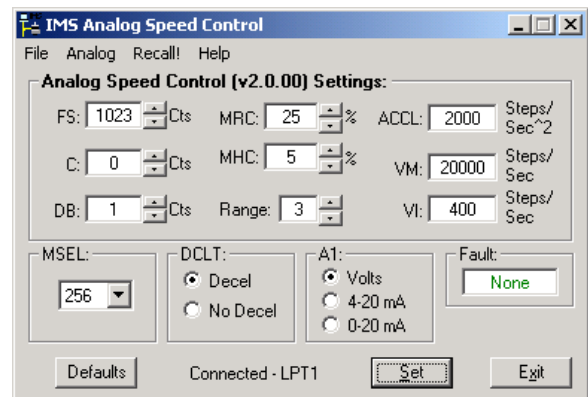 IMS Analog Speed Control
File Analog Recall! Help
Analog Speed Control (v2.0.00) Settings:
FS: 1023 Cts MRC: 25 % ACCL: 2000 Steps/Sec^2
C: 0 Cts MHC: 5 % VM: 20000 Steps/Sec
DB: 1 Cts Range: 3 VI: 400 Steps/Sec
MSEL: DCLT: A1: Fault:
256 Decel Volts None
No Decel 4-20 mA
0-20 mA
Defaults Connected - LPT1 Set Exit